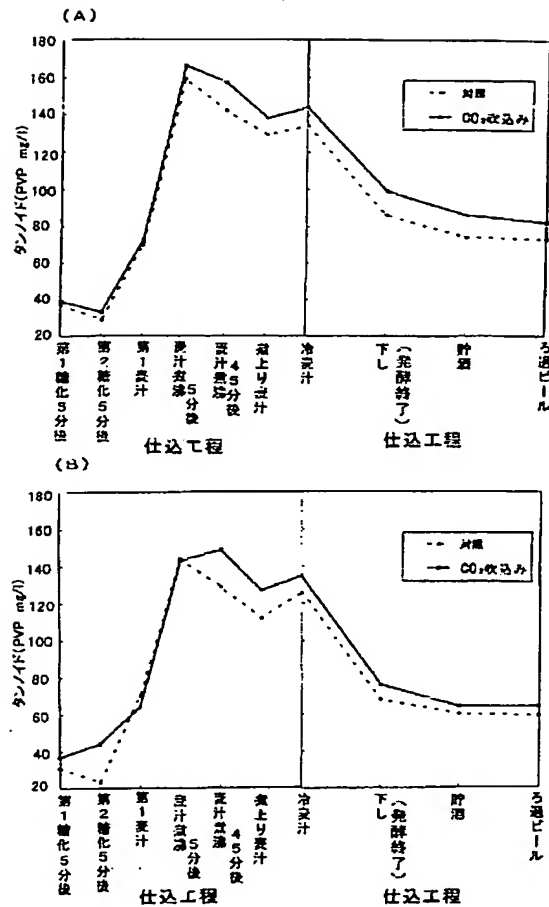 (A)
180
160
140
120
100
80
60
40
20
タンノイド(PVP mg/l)
対照
CO₂吹込み
第1糖化5分後
第2糖化5分後
第1麦汁
麦汁煮沸5分後
麦汁煮沸45分後
煮上り麦汁
冷麦汁
下し(発酵終了)
貯酒
ろ過ビール
仕込工程
仕込工程
(B)
180
160
140
120
100
80
60
40
20
タンノイド(PVP mg/l)
対照
CO₂吹込み
第1糖化5分後
第2糖化5分後
第1麦汁
麦汁煮沸5分後
麦汁煮沸45分後
煮上り麦汁
冷麦汁
下し(発酵終了)
貯酒
ろ過ビール
仕込工程
仕込工程